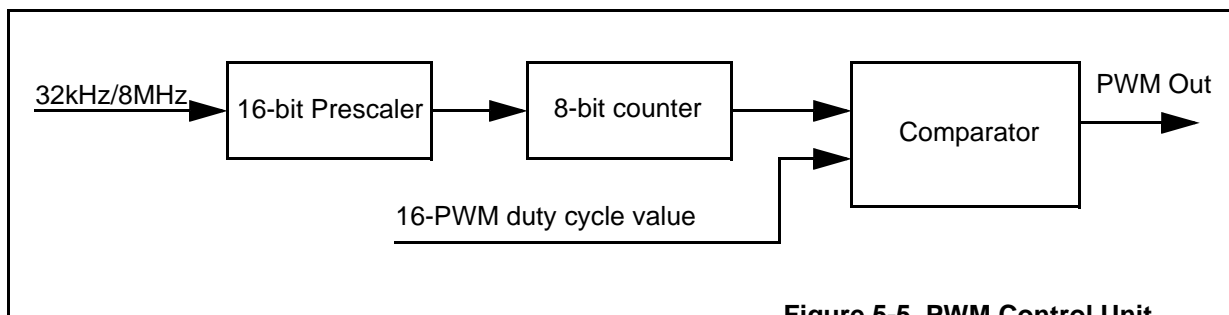 32kHz/8MHz
16-bit Prescaler
8-bit counter
Comparator
PWM Out
16-PWM duty cycle value
Figure 5-5. PWM Control Unit